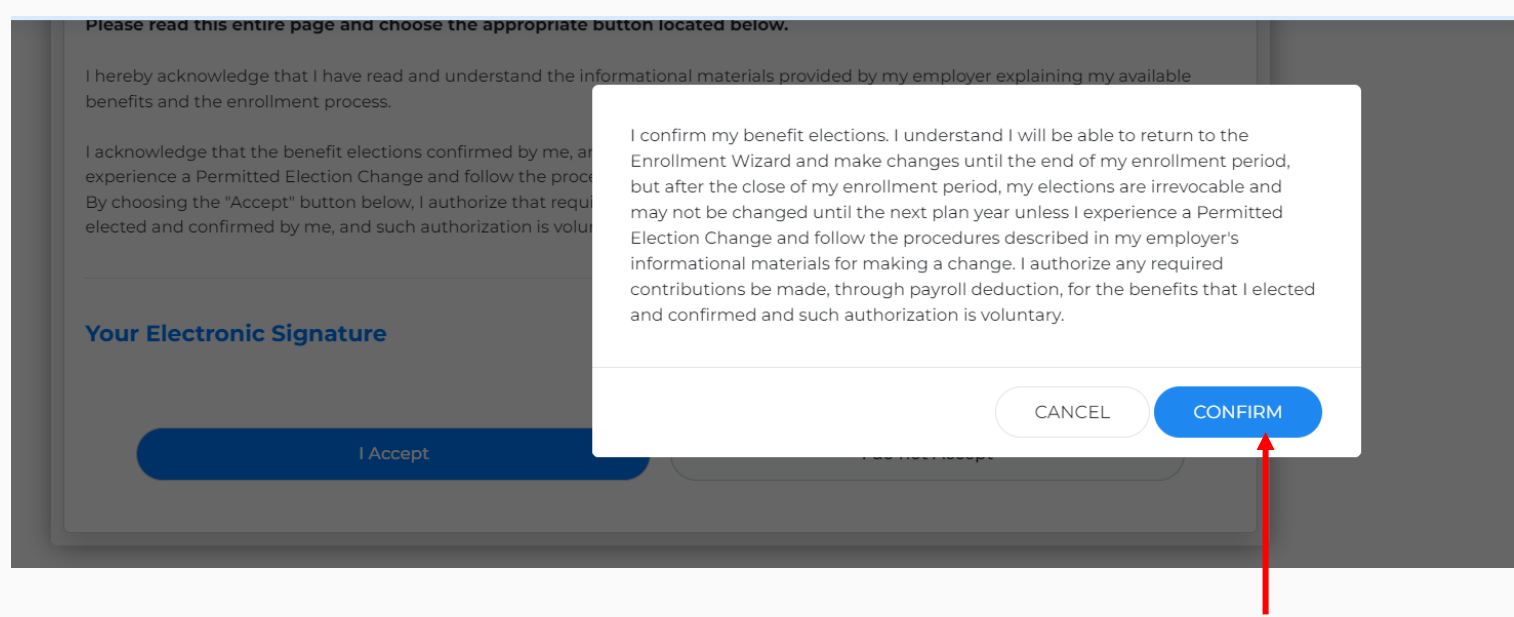 Please read this entire page and choose the appropriate button located below.
I hereby acknowledge that I have read and understand the informational materials provided by my employer explaining my available
benefits and the enrollment process.
I acknowledge that the benefit elections confirmed by me, an
experience a Permitted Election Change and follow the proce
By choosing the "Accept" button below, I authorize that requi
elected and confirmed by me, and such authorization is volu
Your Electronic Signature
I Accept
I confirm my benefit elections. I understand I will be able to return to the
Enrollment Wizard and make changes until the end of my enrollment period,
but after the close of my enrollment period, my elections are irrevocable and
may not be changed until the next plan year unless I experience a Permitted
Election Change and follow the procedures described in my employer's
informational materials for making a change. I authorize any required
contributions be made, through payroll deduction, for the benefits that I elected
and confirmed and such authorization is voluntary.
CANCEL CONFIRM
I do not Accept